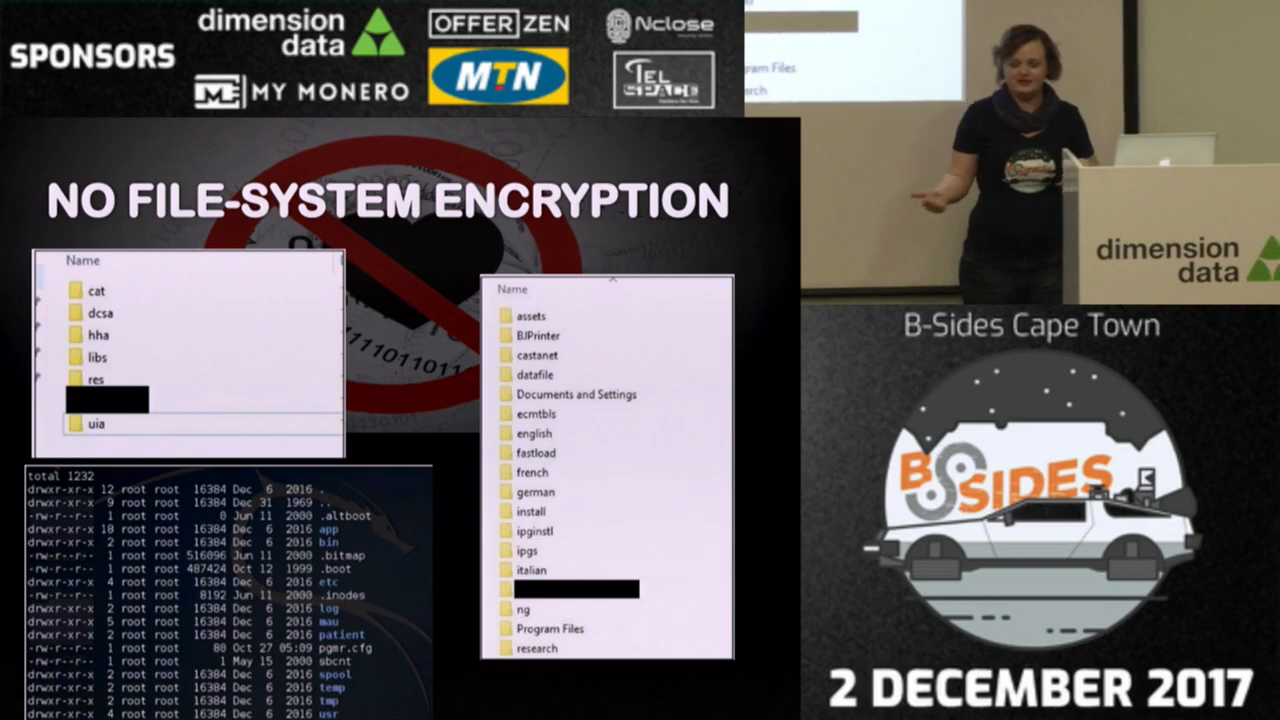 SPONSORS
dimension
data
MY MONERO
OFFERZEN
MTN
Nclose
TEL
SPACE
Program Files
NO FILE-SYSTEM ENCRYPTION
Name
cat
dcsa
hha
libs
res
uia
Name
assets
BJPrinter
castanet
datafile
Documents and Settings
ecmtbls
english
fastload
french
german
install
ipginstl
ipgs
italian
ng
Program Files
research
11101011
total 1232
drwxr-xr-x 12 root root 16384 Dec 6 2016 .
drwxr-xr-x 9 root root 16384 Dec 31 1969 ..
-rw-r--r-- 1 root root 0 Jun 11 2000 .altboot
drwxr-xr-x 18 root root 16384 Dec 6 2016 app
drwxr-xr-x 2 root root 16384 Dec 6 2016 bin
-rw-r--r-- 1 root root 516096 Jun 11 2000 .bitmap
-rw-r--r-- 1 root root 487424 Oct 12 1999 .boot
drwxr-xr-x 4 root root 16384 Dec 6 2016 etc
-rw-r--r-- 1 root root 8192 Jun 11 2000 .inodes
drwxr-xr-x 2 root root 16384 Dec 6 2016 log
drwxr-xr-x 5 root root 16384 Dec 6 2016 mau
drwxr-xr-x 2 root root 16384 Dec 6 2016 patient
-rw-r--r-- 1 root root 80 Oct 27 05:09 pgmr.cfg
-rw-r--r-- 1 root root 1 May 15 2000 sbcnt
drwxr-xr-x 2 root root 16384 Dec 6 2016 spool
drwxr-xr-x 2 root root 16384 Dec 6 2016 temp
drwxr-xr-x 2 root root 16384 Dec 6 2016 tmp
drwxr-xr-x 4 root root 16384 Dec 6 2016 usr
dimension
data
B-Sides Cape Town
BSIDES
2 DECEMBER 2017